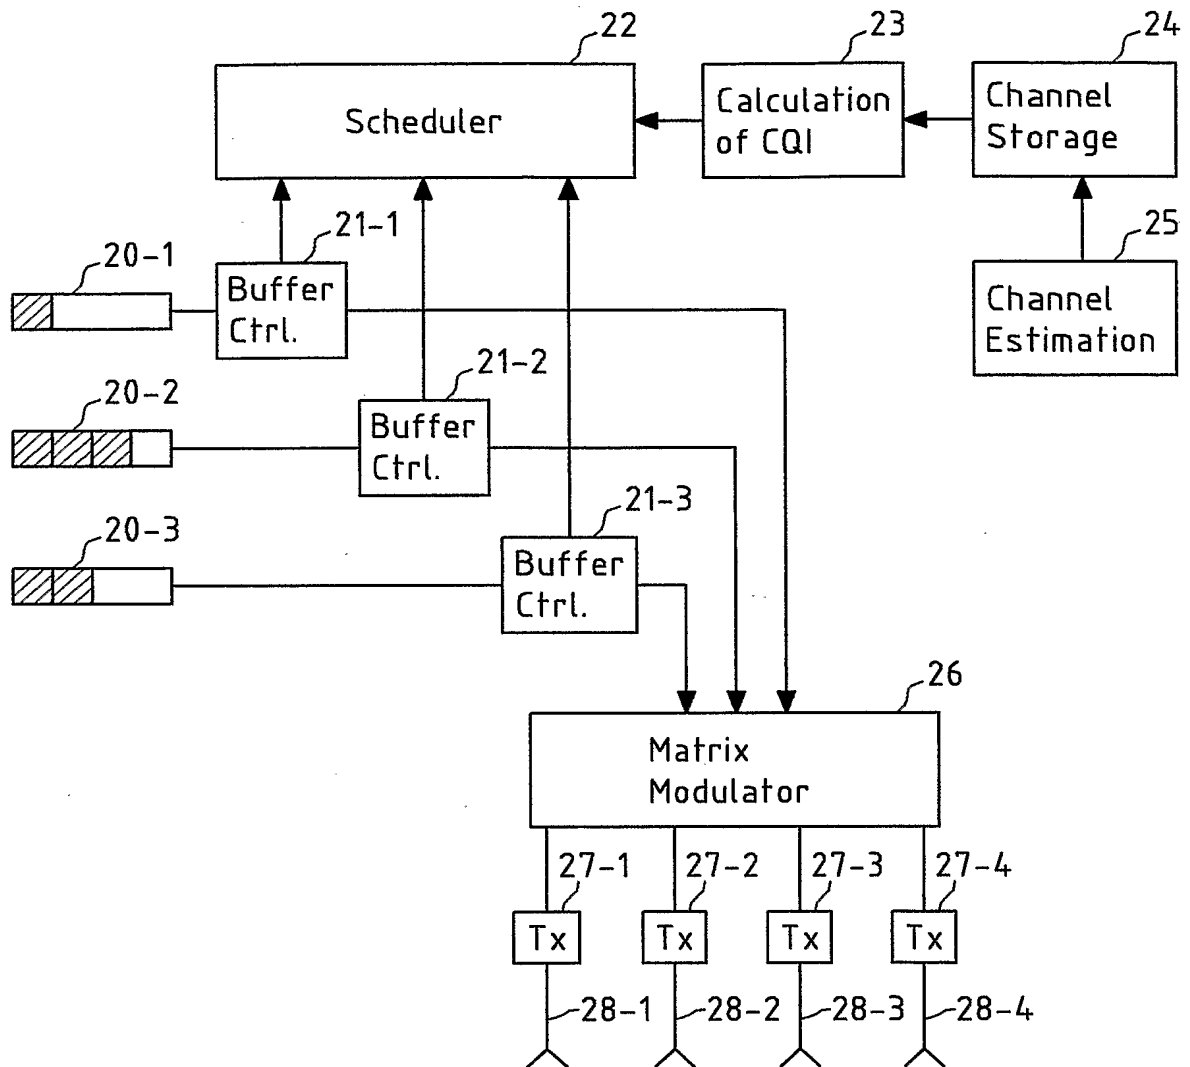 22
23
24
Scheduler
Calculation
of CQI
Channel
Storage
21-1
25
20-1
Buffer
Ctrl.
Channel
Estimation
21-2
20-2
Buffer
Ctrl.
21-3
20-3
Buffer
Ctrl.
26
Matrix
Modulator
27-1
27-2
27-3
27-4
Tx
Tx
Tx
Tx
28-1
28-2
28-3
28-4